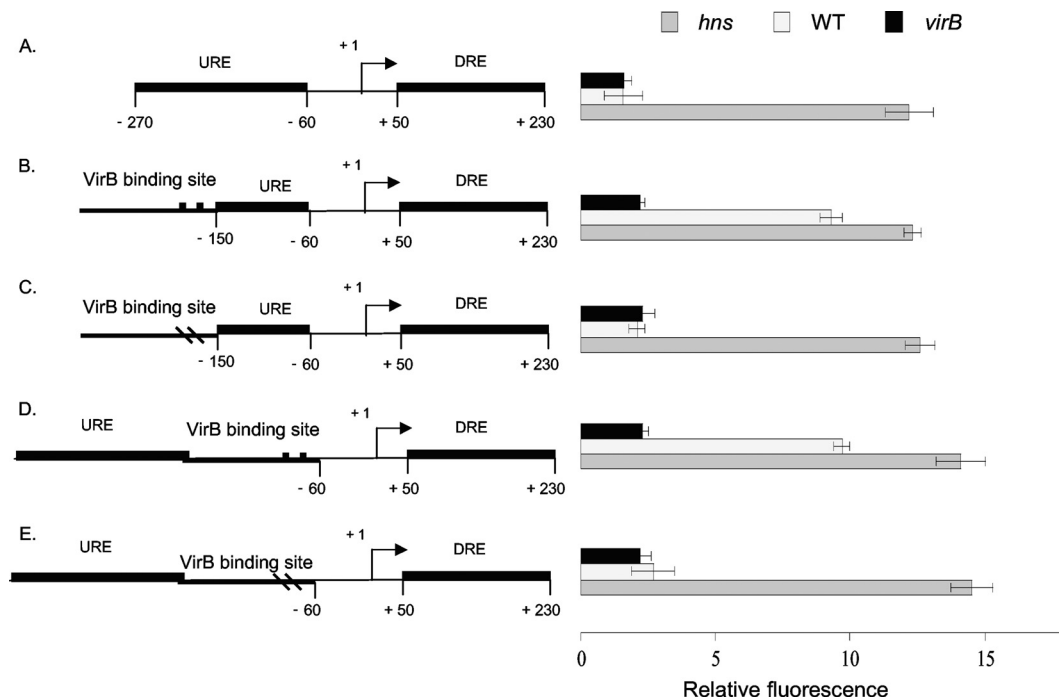 hns WT virB
A.
+ 1
URE DRE
- 270 - 60 + 50 + 230
B.
+ 1
VirB binding site URE DRE
- 150 - 60 + 50 + 230
C.
+ 1
VirB binding site URE DRE
- 150 - 60 + 50 + 230
D.
+ 1
URE VirB binding site DRE
- 60 + 50 + 230
E.
+ 1
URE VirB binding site DRE
- 60 + 50 + 230
0 5 10 15
Relative fluorescence